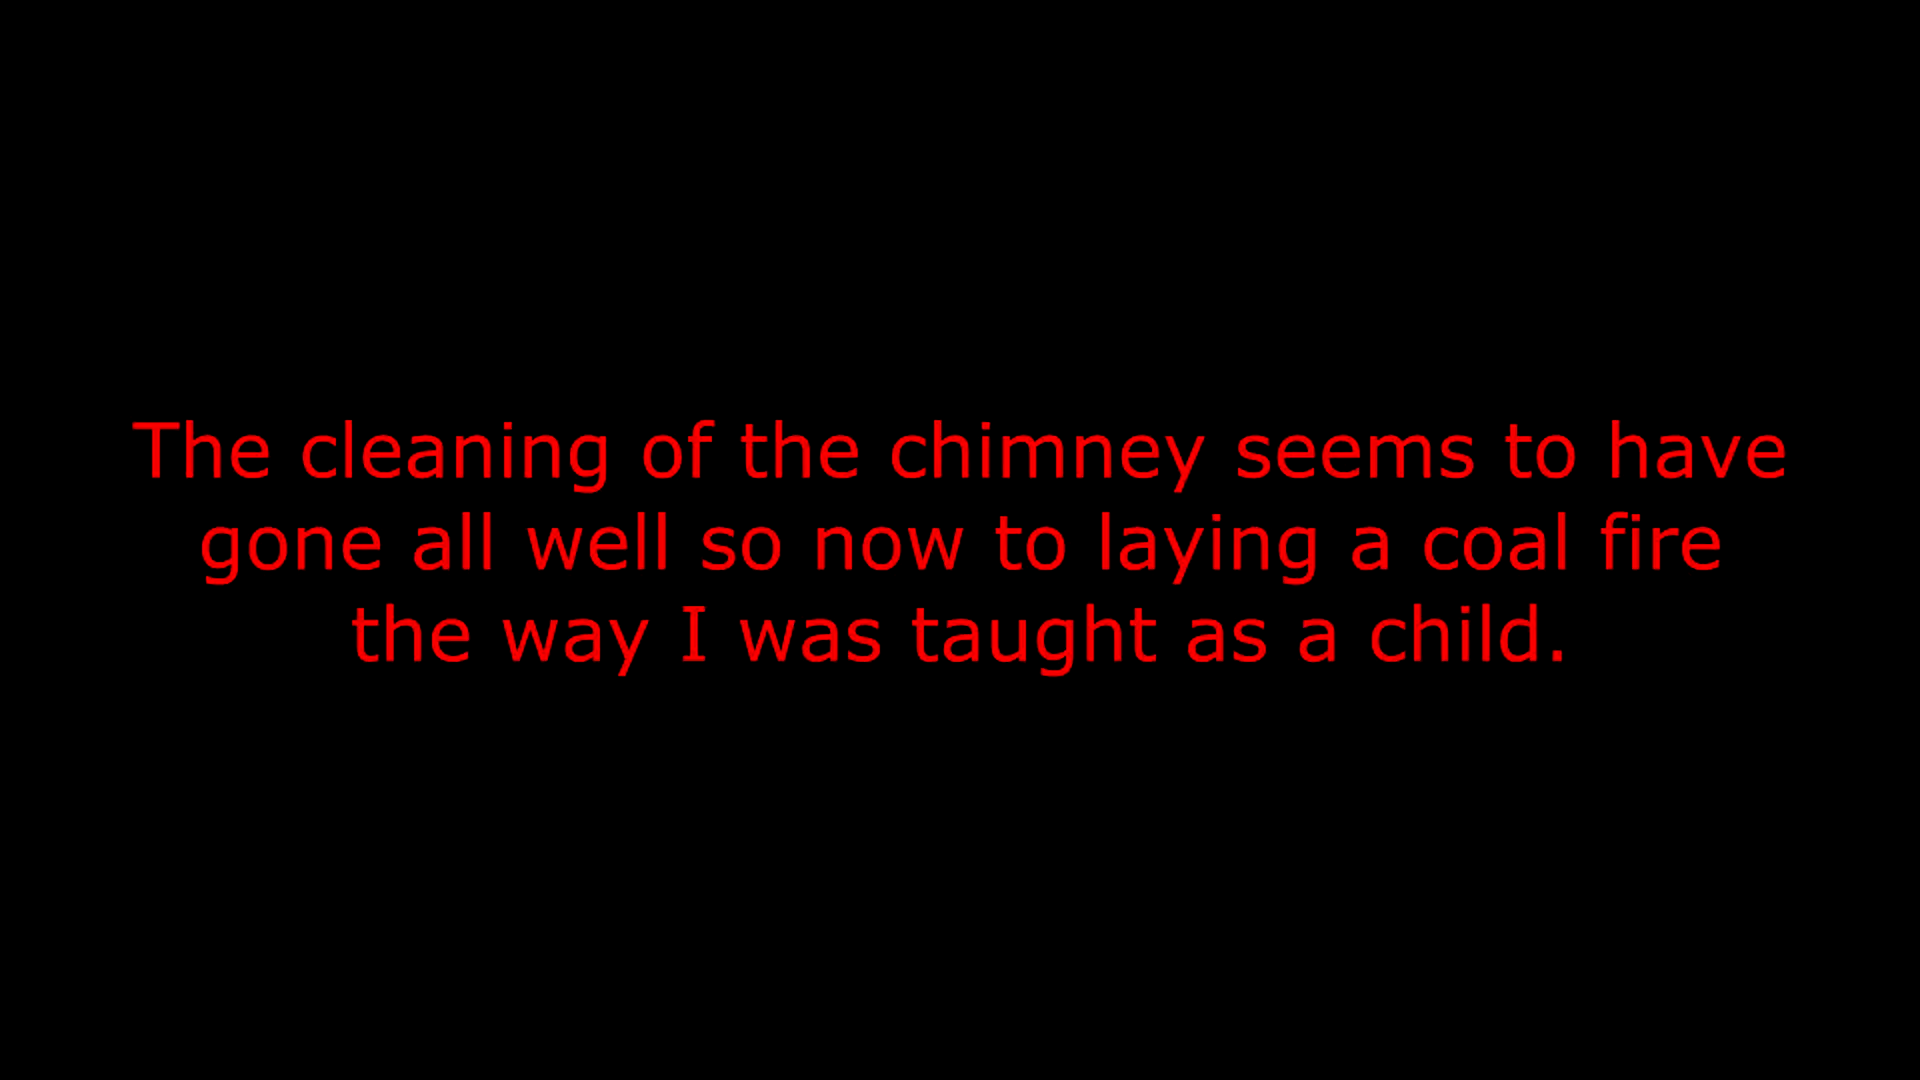 The cleaning of the chimney seems to have
gone all well so now to laying a coal fire
the way I was taught as a child.